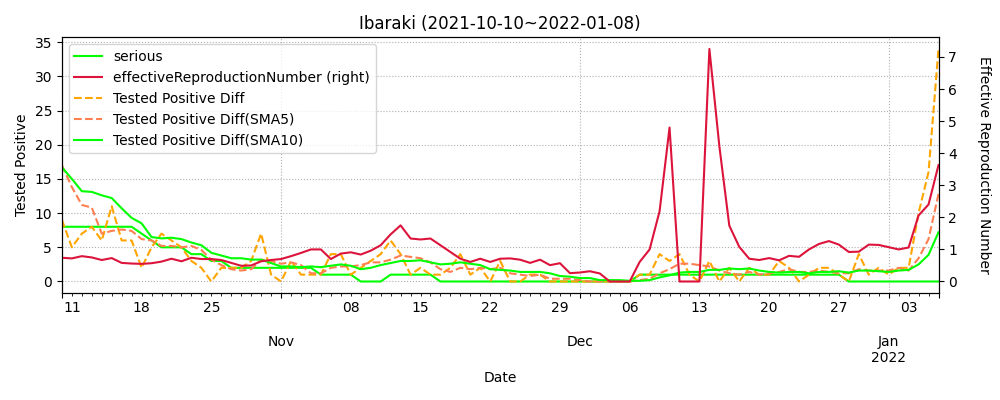 Ibaraki (2021-10-10~2022-01-08)
serious
effectiveReproductionNumber (right)
Tested Positive Diff
Tested Positive Diff(SMA5)
Tested Positive Diff(SMA10)
Tested Positive
35
30
25
20
15
10
5
0
7
6
5
4
3
2
1
0
Effective Reproduction Number
11
18
25
08
15
22
29
06
13
20
27
03
Nov
Dec
Jan
2022
Date